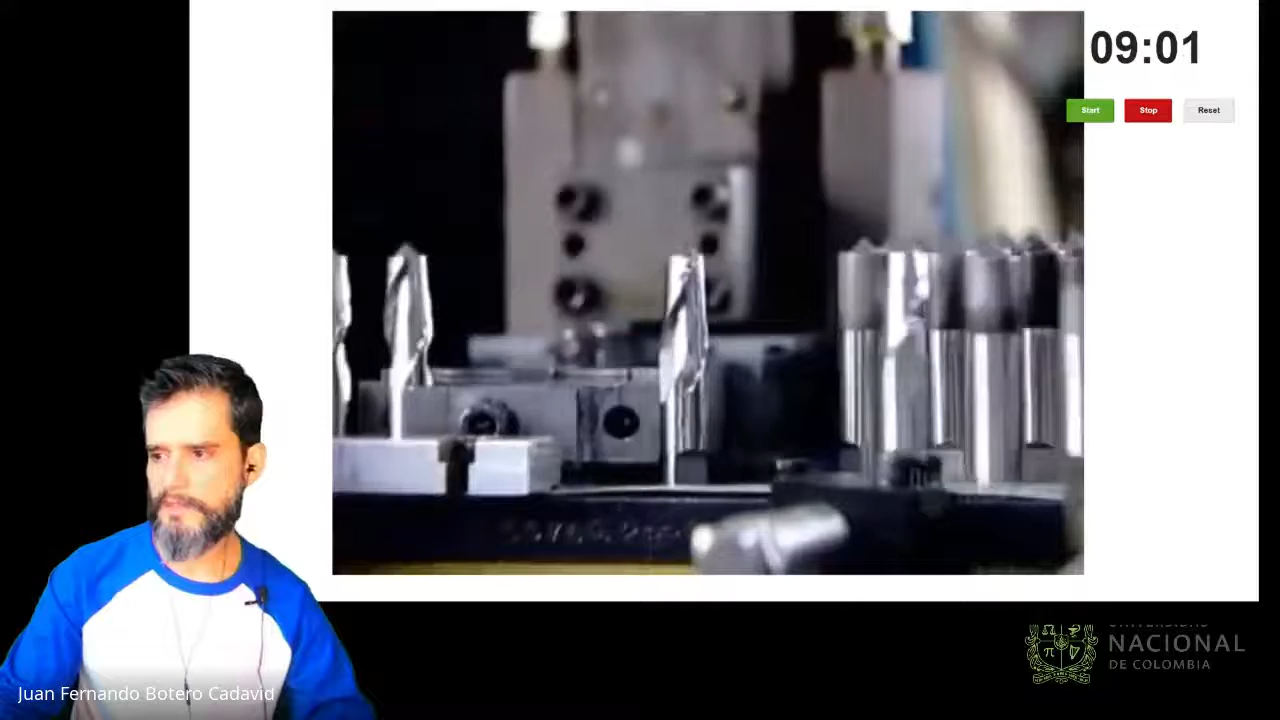 09:01
Start Stop Reset
NACIONAL
DE COLOMBIA
Juan Fernando Botero Cadavid